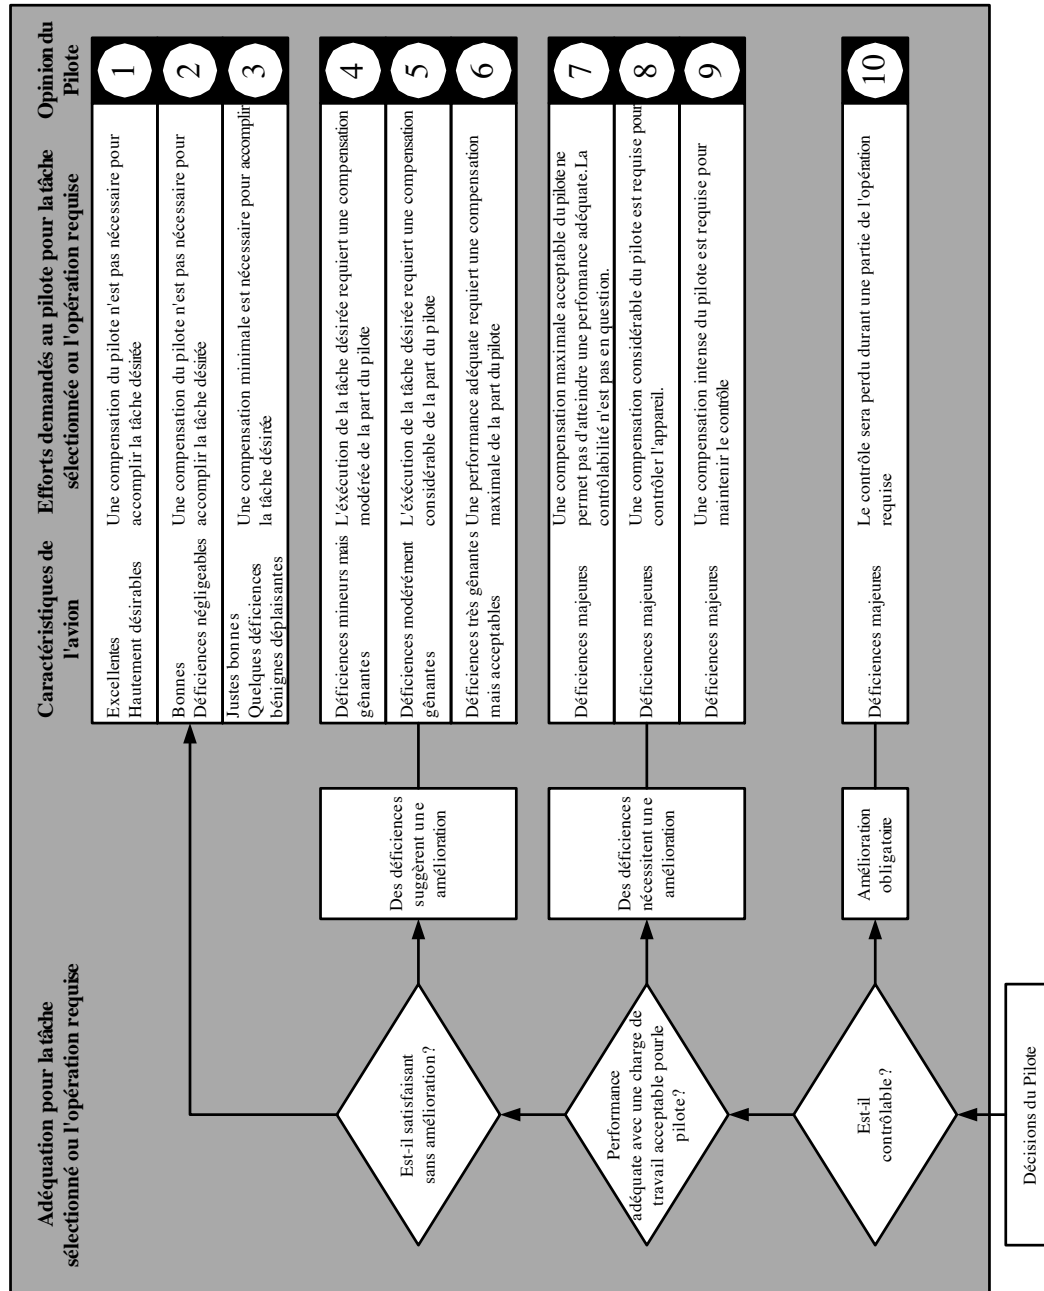 Adéquation pour la tâche
sélectionné ou l'opération requise
Caractéristiques de
l'avion
Efforts demandés au pilote pour la tâche
sélectionnée ou l'opération requise
Opinion du
Pilote
Excellentes
Hautement désirables
Une compensation du pilote n'est pas nécessaire pour
accomplir la tâche désirée
1
Bonnes
Déficiences négligeables
Une compensation du pilote n'est pas nécessaire pour
accomplir la tâche désirée
2
Justes bonnes
Quelques déficiences
bénignes déplaisantes
Une compensation minimale est nécessaire pour accomplir
la tâche désirée
3
Est-il satisfaisant
sans amélioration ?
Des déficiences
suggèrent une
amélioration
Déficiences mineurs mais
gênantes
L'éxécution de la tâche désirée requiert une compensation
modérée de la part du pilote
4
Déficiences modérément
gênantes
L'éxécution de la tâche désirée requiert une compensation
considérable de la part du pilote
5
Déficiences très gênantes
mais acceptables
Une performance adéquate requiert une compensation
maximale de la part du pilote
6
Performance
adéquate avec une charge de
travail acceptable pour le
pilote ?
Des déficiences
nécessitent une
amélioration
Déficiences majeures
Une compensation maximale acceptable du pilote ne
permet pas d'atteindre une perfomance adéquate. La
contrôlabilité n'est pas en question.
7
Déficiences majeures
Une compensation considérable du pilote est requise pour
contrôler l'appareil.
8
Déficiences majeures
Une compensation intense du pilote est requise pour
maintenir le contrôle
9
Est-il
contrôlable ?
Amélioration
obligatoire
Déficiences majeures
Le contrôle sera perdu durant une partie de l'opération
requise
10
Décisions du Pilote